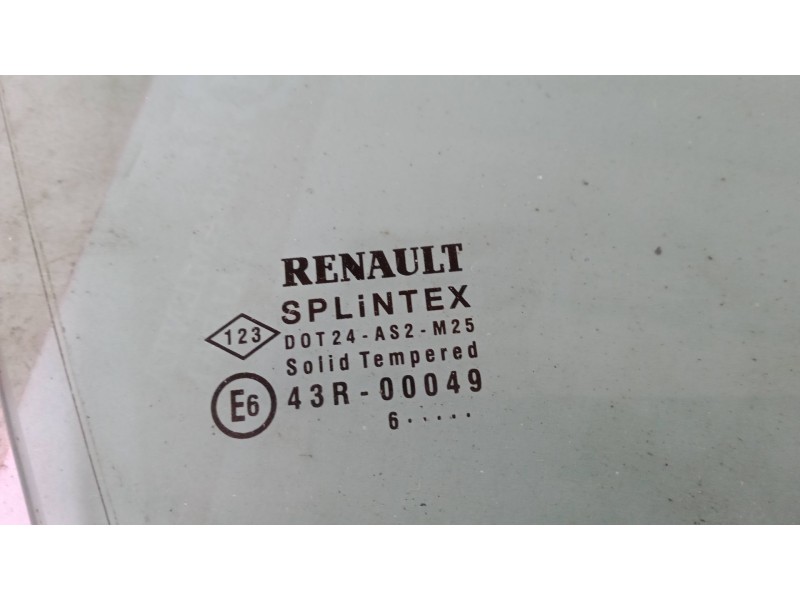 RENAULT
SPLiNTEX
123
DOT24-AS2-M25
Solid Tempered
E6
43R-00049
6·····